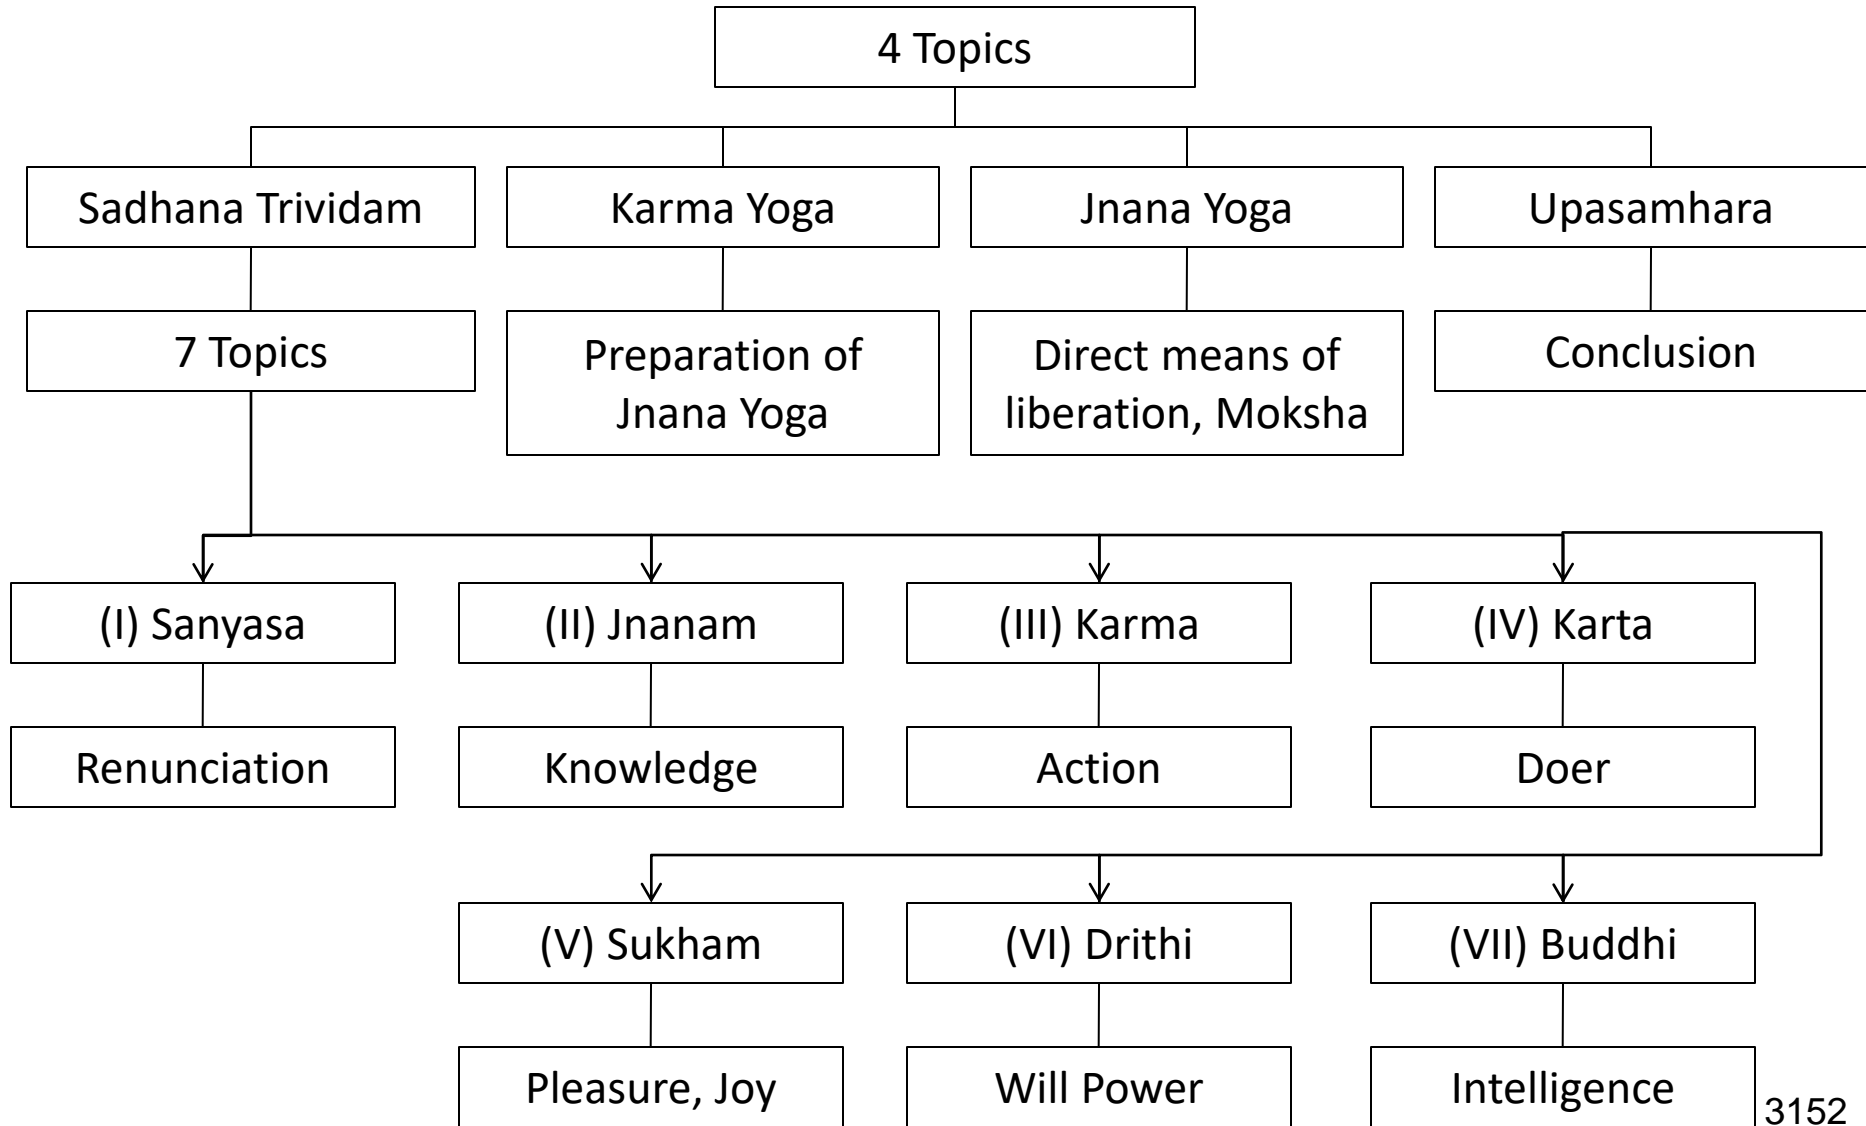 4 Topics
Sadhana Trividam
Karma Yoga
Jnana Yoga
Upasamhara
7 Topics
Preparation of
Jnana Yoga
Direct means of
liberation, Moksha
Conclusion
(I) Sanyasa
(II) Jnanam
(III) Karma
(IV) Karta
Renunciation
Knowledge
Action
Doer
(V) Sukham
(VI) Drithi
(VII) Buddhi
Pleasure, Joy
Will Power
Intelligence
3152